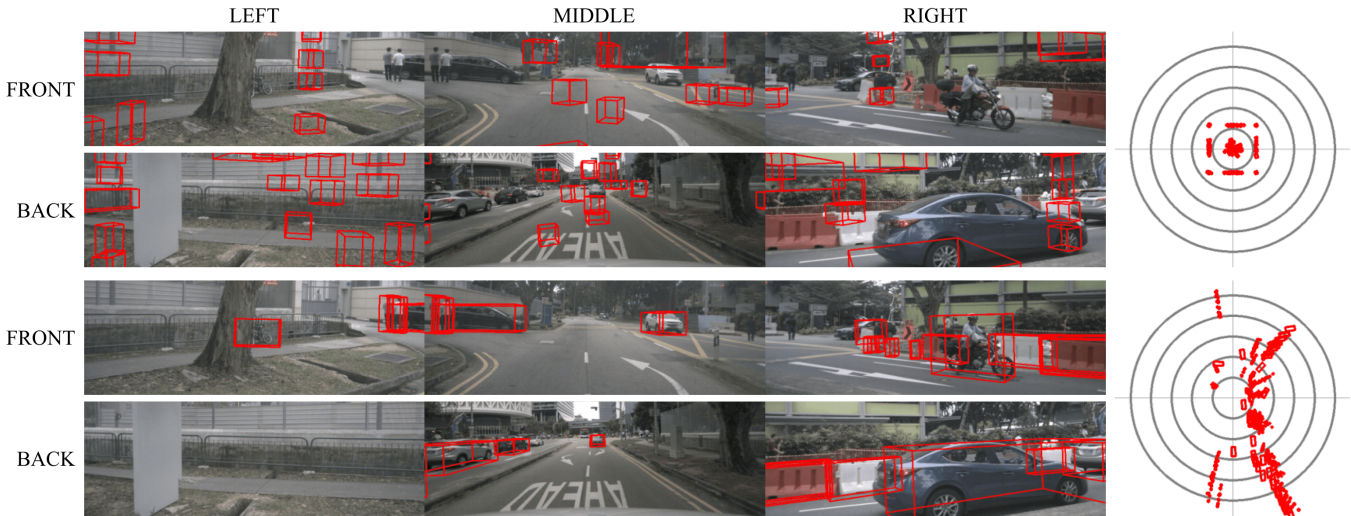 LEFT MIDDLE RIGHT
FRONT
BACK
AHEAD
FRONT
BACK
AHEAD